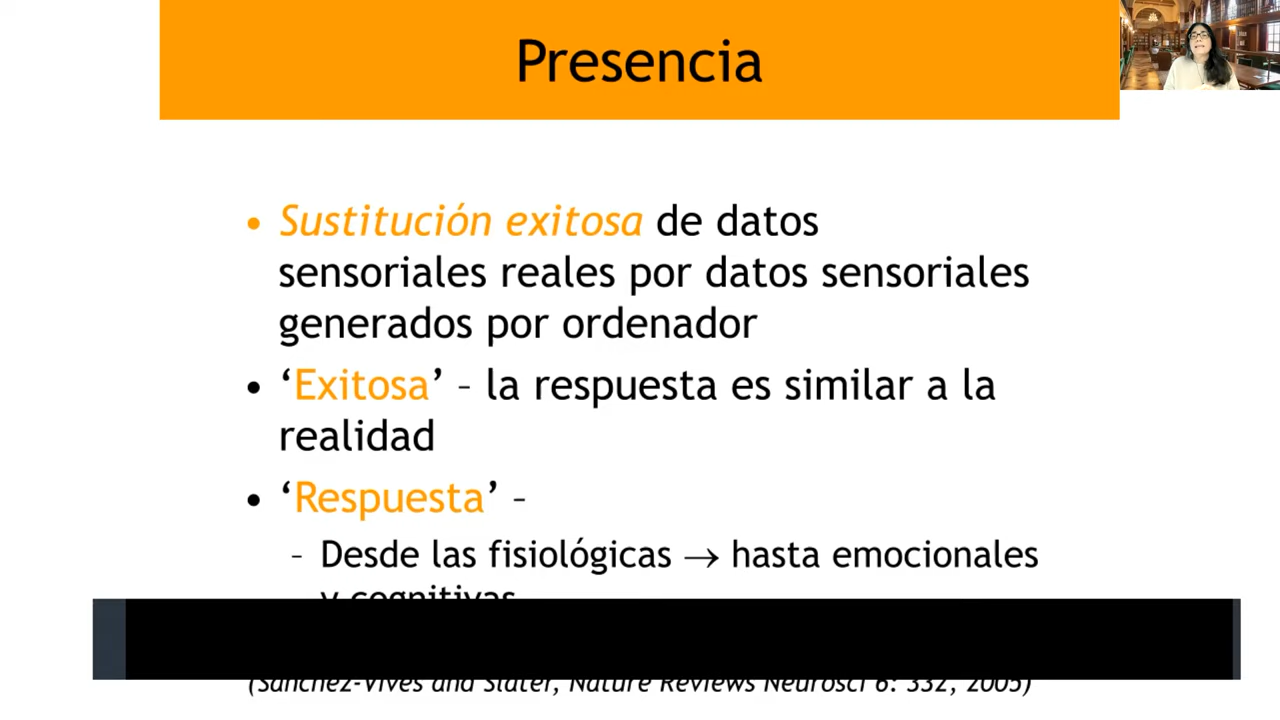 Presencia
• Sustitución exitosa de datos
sensoriales reales por datos sensoriales
generados por ordenador
• ‘Exitosa’ – la respuesta es similar a la
realidad
• ‘Respuesta’ –
– Desde las fisiológicas → hasta emocionales
y cognitivas
(Sanchez-Vives and Slater, Nature Reviews Neurosci 6: 332, 2005)